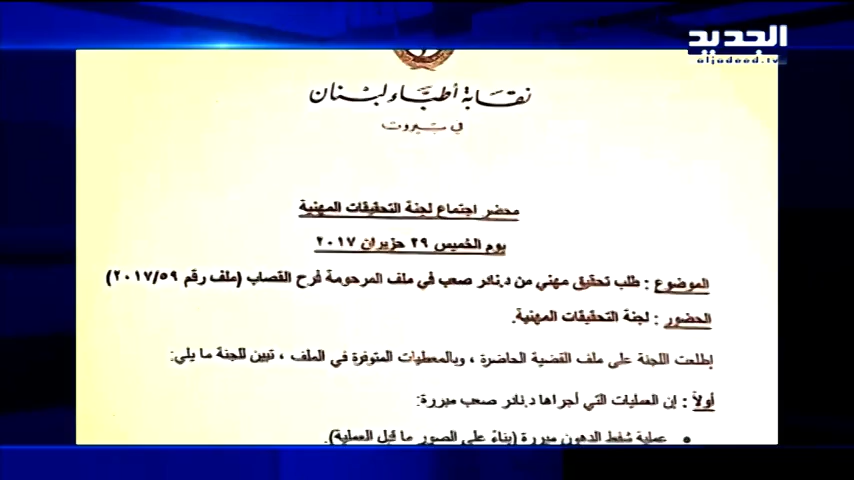 الجديد
aljadeed.tv
نقابة أطباء لبنان
في بيروت
محضر اجتماع لجنة التحقيقات المهنية
يوم الخميس ٢٩ حزيران ٢٠١٧
الموضوع : طلب تحقيق مهني من د.نادر صعب في ملف المرحومة فرح القصاب (ملف رقم ٢٠١٧/٥٩)
الحضور : لجنة التحقيقات المهنية.
إطلعت اللجنة على ملف القضية الحاضرة ، وبالمعطيات المتوفرة في الملف ، تبين للجنة ما يلي:
أولاً : إن العمليات التي أجراها د.نادر صعب مبررة:
• عملية شفط الدهون مبررة (بناءً على الصور ما قبل العملية).